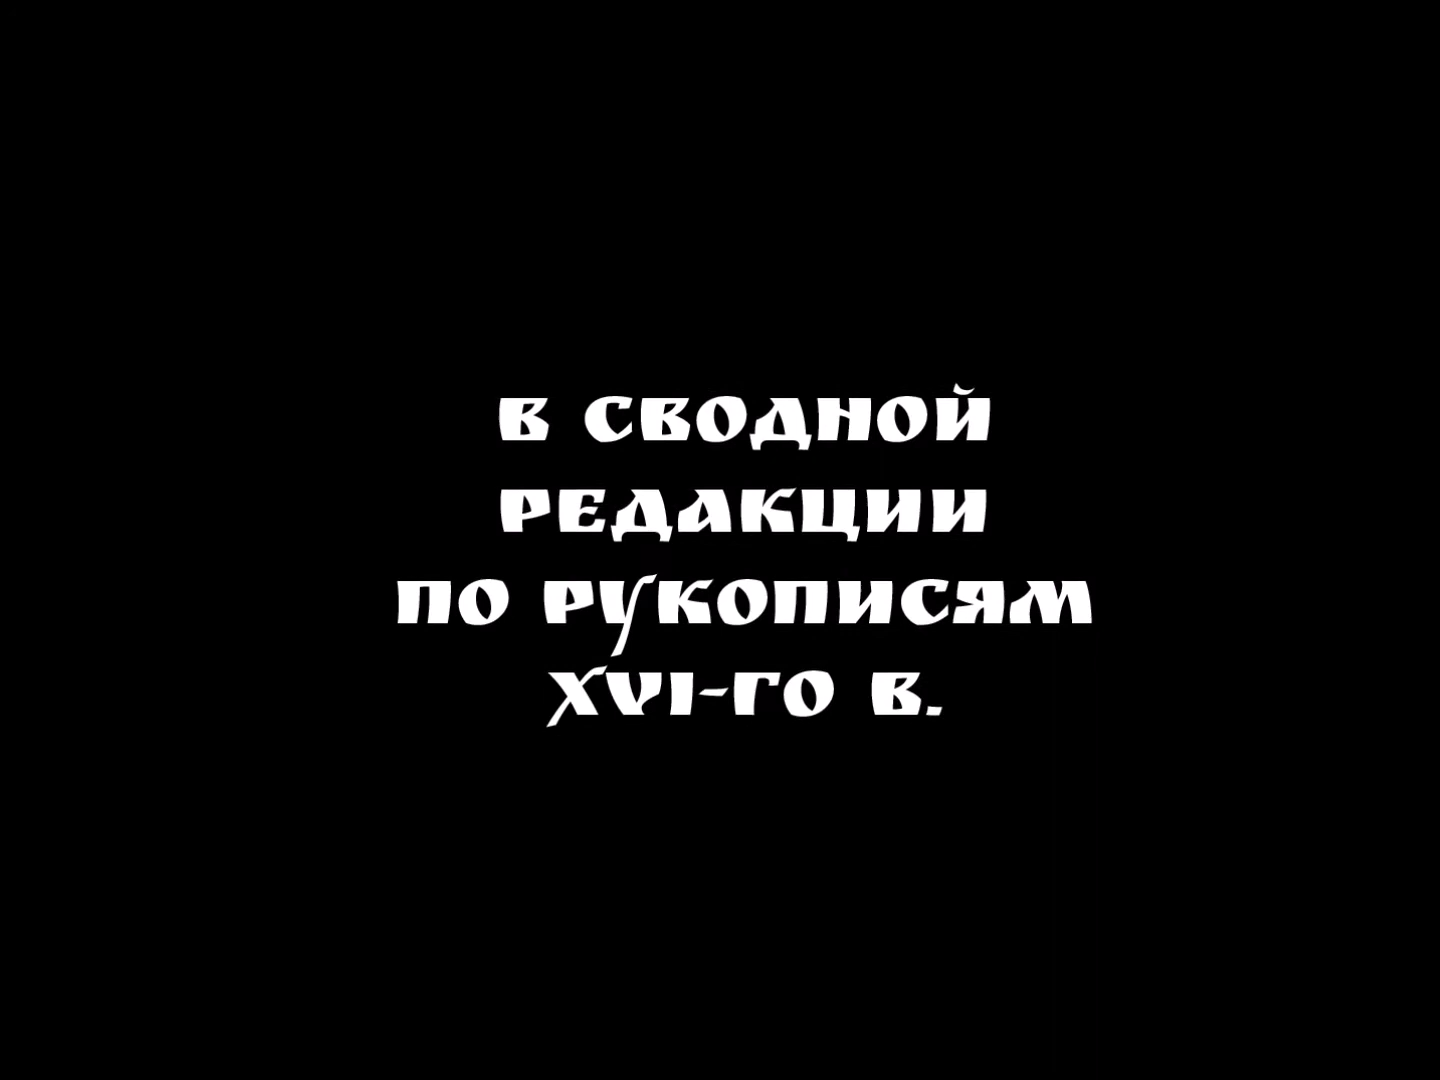 в сводной
редакции
по рукописям
XVI-го в.